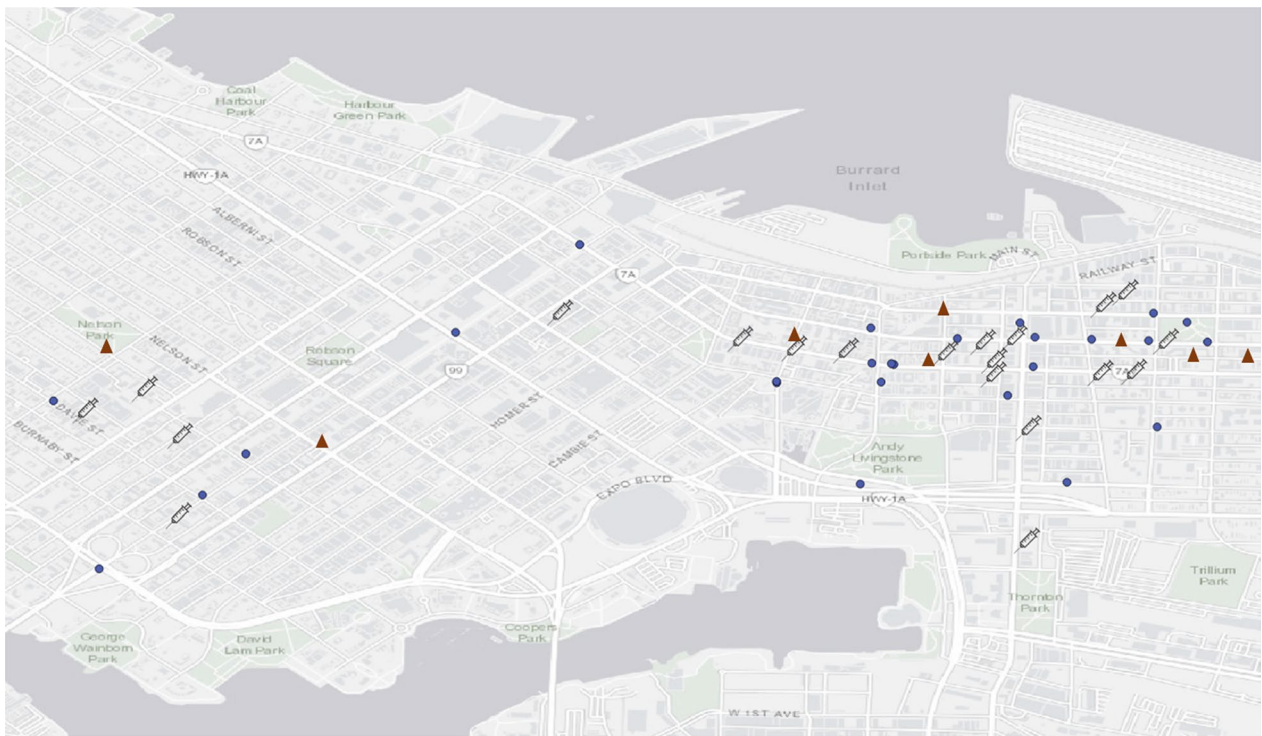 Coal
Harbour
Park
Harbour
Green Park
7A
HWY-1A
ALBERNI ST
ROBSON ST
Burrard
Inlet
Portside Park
MAIN ST
RAILWAY ST
7A
Nelson
Park
NELSON ST
Robson
Square
99
7A
DAVIE ST
BURNABY ST
HOMER ST
CAMBIE ST
Andy
Livingstone
Park
EXPO BLVD
HWY-1A
Trillium
Park
Thornton
Park
George
Wainborn
Park
David
Lam Park
Coopers
Park
W 1ST AVE